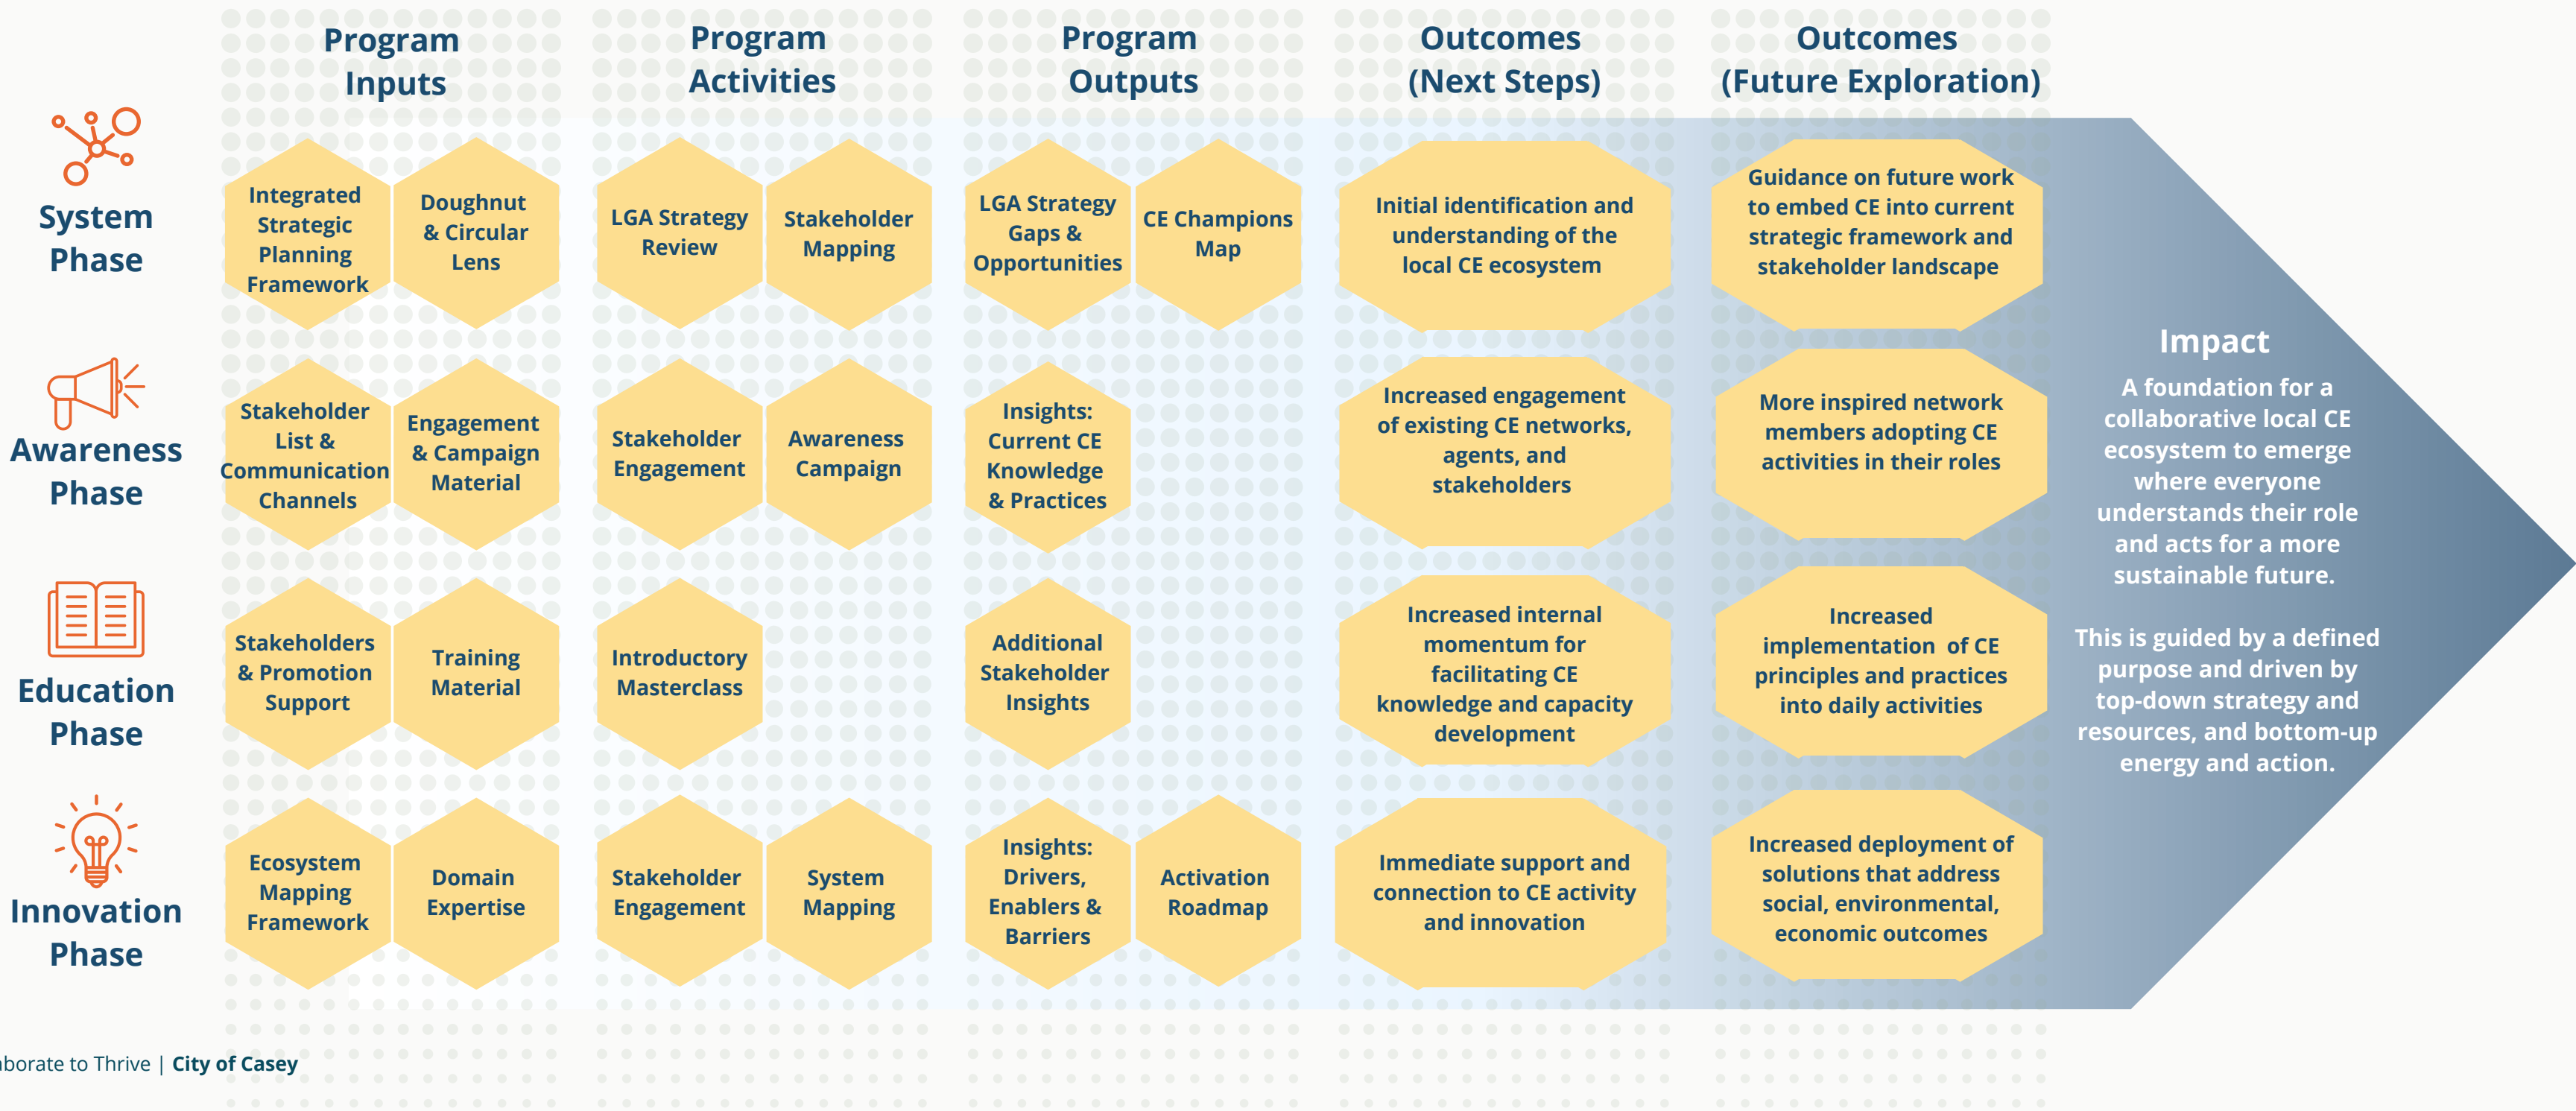 Program
Inputs
Program
Activities
Program
Outputs
Outcomes
(Next Steps)
Outcomes
(Future Exploration)
System
Phase
Integrated
Strategic
Planning
Framework
Doughnut
& Circular
Lens
LGA Strategy
Review
Stakeholder
Mapping
LGA Strategy
Gaps &
Opportunities
CE Champions
Map
Initial identification and
understanding of the
local CE ecosystem
Guidance on future work
to embed CE into current
strategic framework and
stakeholder landscape
Awareness
Phase
Stakeholder
List &
Communication
Channels
Engagement
& Campaign
Material
Stakeholder
Engagement
Awareness
Campaign
Insights:
Current CE
Knowledge
& Practices
Increased engagement
of existing CE networks,
agents, and
stakeholders
More inspired network
members adopting CE
activities in their roles
Education
Phase
Stakeholders
& Promotion
Support
Training
Material
Introductory
Masterclass
Additional
Stakeholder
Insights
Increased internal
momentum for
facilitating CE
knowledge and capacity
development
Increased
implementation of CE
principles and practices
into daily activities
Innovation
Phase
Ecosystem
Mapping
Framework
Domain
Expertise
Stakeholder
Engagement
System
Mapping
Insights:
Drivers,
Enablers &
Barriers
Activation
Roadmap
Immediate support and
connection to CE activity
and innovation
Increased deployment of
solutions that address
social, environmental,
economic outcomes
Impact
A foundation for a
collaborative local CE
ecosystem to emerge
where everyone
understands their role
and acts for a more
sustainable future.
This is guided by a defined
purpose and driven by
top-down strategy and
resources, and bottom-up
energy and action.
aborate to Thrive | City of Casey